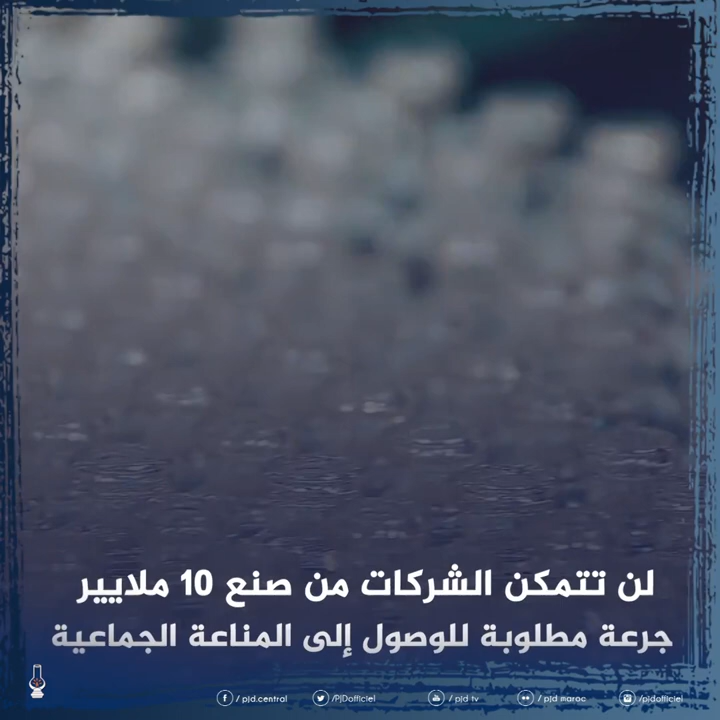 لن تتمكن الشركات من صنع 10 ملايير
جرعة مطلوبة للوصول إلى المناعة الجماعية
/ pjd.central /PJDofficiel / pjd tv / pjd maroc /pjdofficiel